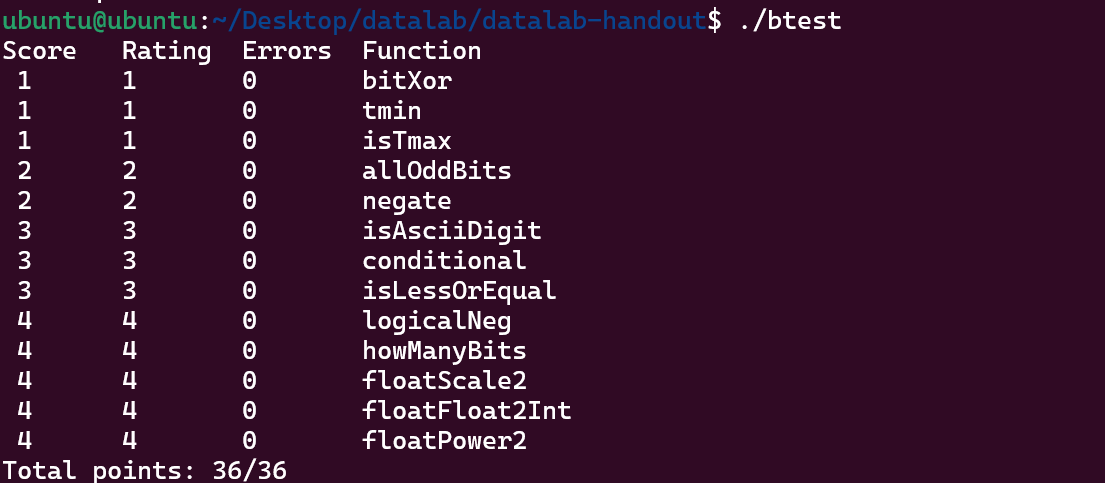 ubuntu@ubuntu:~/Desktop/datalab/datalab-handout$ ./btest
Score Rating Errors Function
1 1 0 bitXor
1 1 0 tmin
1 1 0 isTmax
2 2 0 allOddBits
2 2 0 negate
3 3 0 isAsciiDigit
3 3 0 conditional
3 3 0 isLessOrEqual
4 4 0 logicalNeg
4 4 0 howManyBits
4 4 0 floatScale2
4 4 0 floatFloat2Int
4 4 0 floatPower2
Total points: 36/36